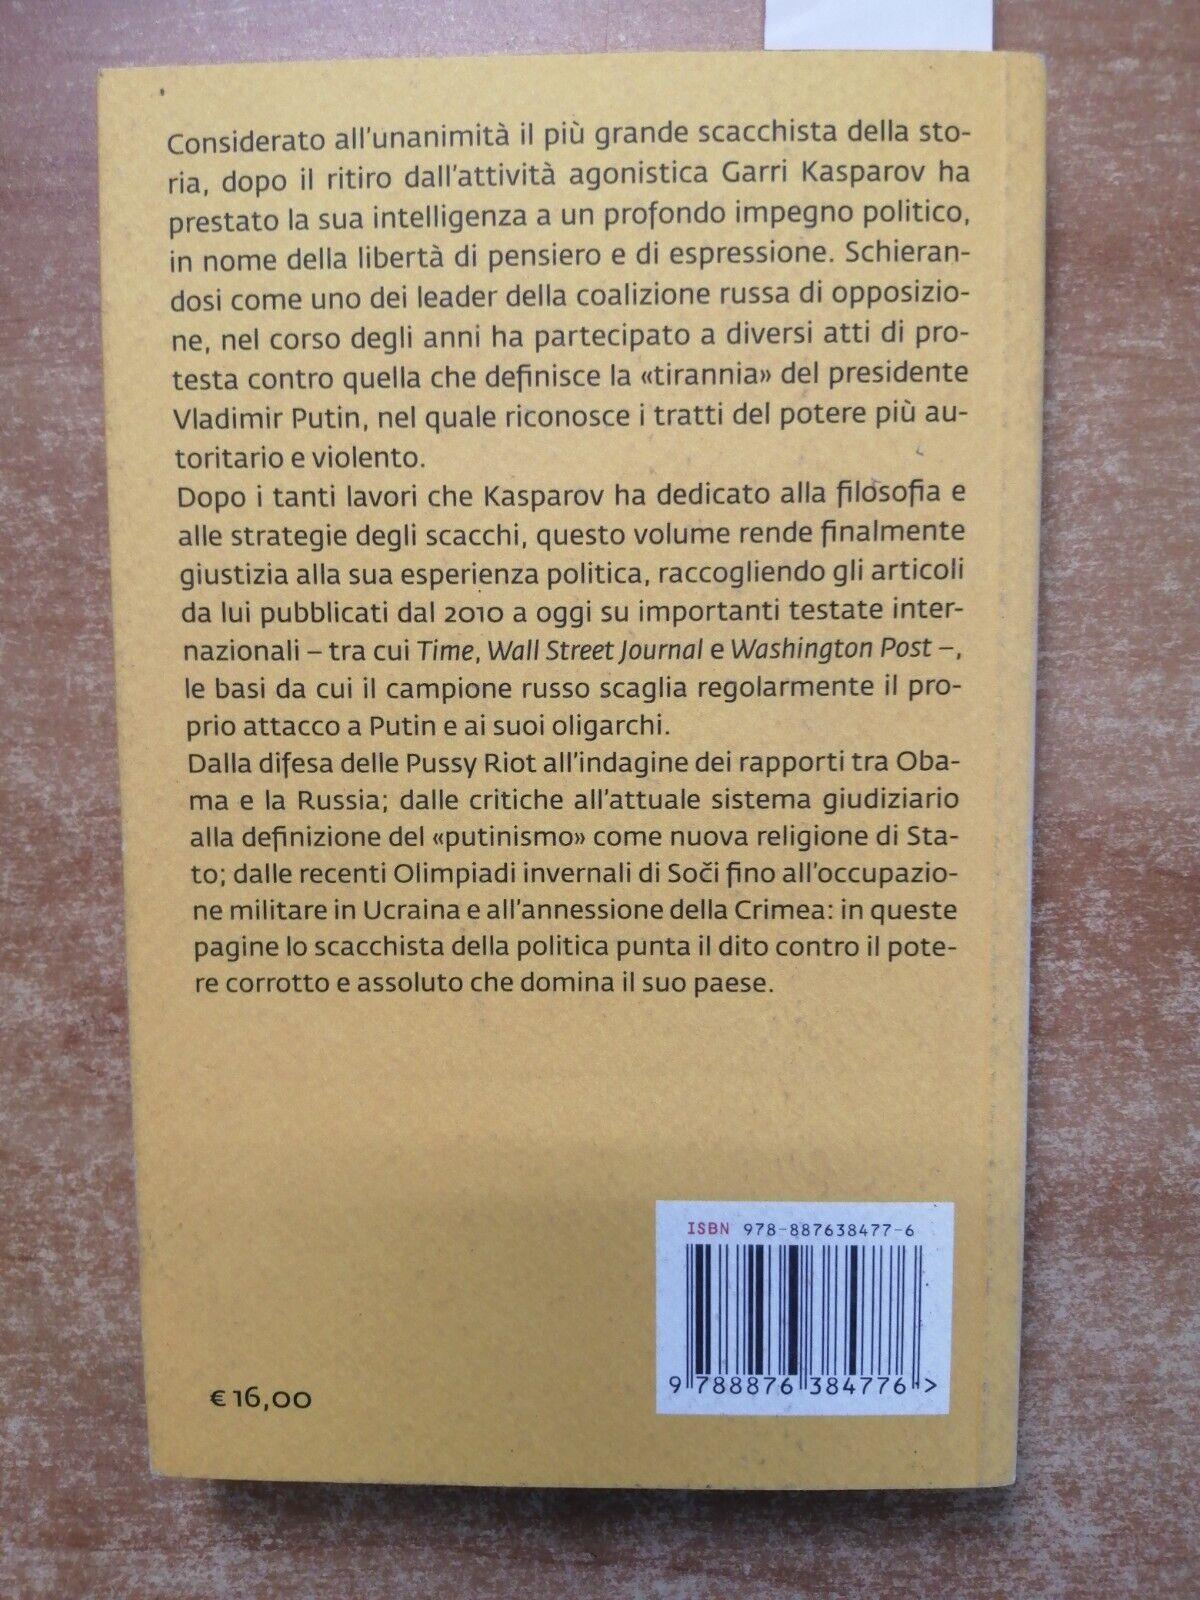 Considerato all'unanimità il più grande scacchista della sto-
ria, dopo il ritiro dall'attività agonistica Garri Kasparov ha
prestato la sua intelligenza a un profondo impegno politico,
in nome della libertà di pensiero e di espressione. Schieran-
dosi come uno dei leader della coalizione russa di opposizio-
ne, nel corso degli anni ha partecipato a diversi atti di pro-
testa contro quella che definisce la «tirannia» del presidente
Vladimir Putin, nel quale riconosce i tratti del potere più au-
toritario e violento.
Dopo i tanti lavori che Kasparov ha dedicato alla filosofia e
alle strategie degli scacchi, questo volume rende finalmente
giustizia alla sua esperienza politica, raccogliendo gli articoli
da lui pubblicati dal 2010 a oggi su importanti testate inter-
nazionali – tra cui Time, Wall Street Journal e Washington Post –,
le basi da cui il campione russo scaglia regolarmente il pro-
prio attacco a Putin e ai suoi oligarchi.
Dalla difesa delle Pussy Riot all'indagine dei rapporti tra Oba-
ma e la Russia; dalle critiche all'attuale sistema giudiziario
alla definizione del «putinismo» come nuova religione di Sta-
to; dalle recenti Olimpiadi invernali di Soči fino all'occupazio-
ne militare in Ucraina e all'annessione della Crimea: in queste
pagine lo scacchista della politica punta il dito contro il pote-
re corrotto e assoluto che domina il suo paese.
ISBN 978-887638477-6
9 788876 384776 >
€ 16,00